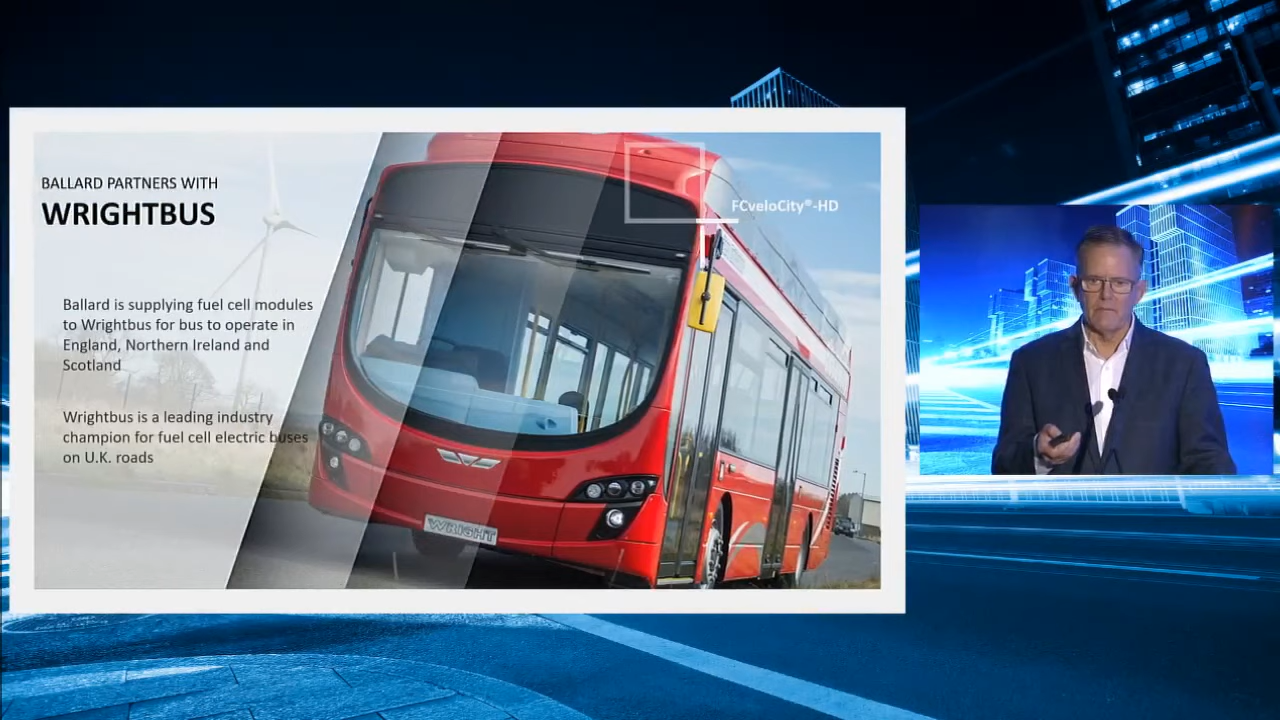 BALLARD PARTNERS WITH
WRIGHTBUS
FCveloCity®-HD
Ballard is supplying fuel cell modules
to Wrightbus for bus to operate in
England, Northern Ireland and
Scotland
Wrightbus is a leading industry
champion for fuel cell electric buses
on U.K. roads
WRIGHT